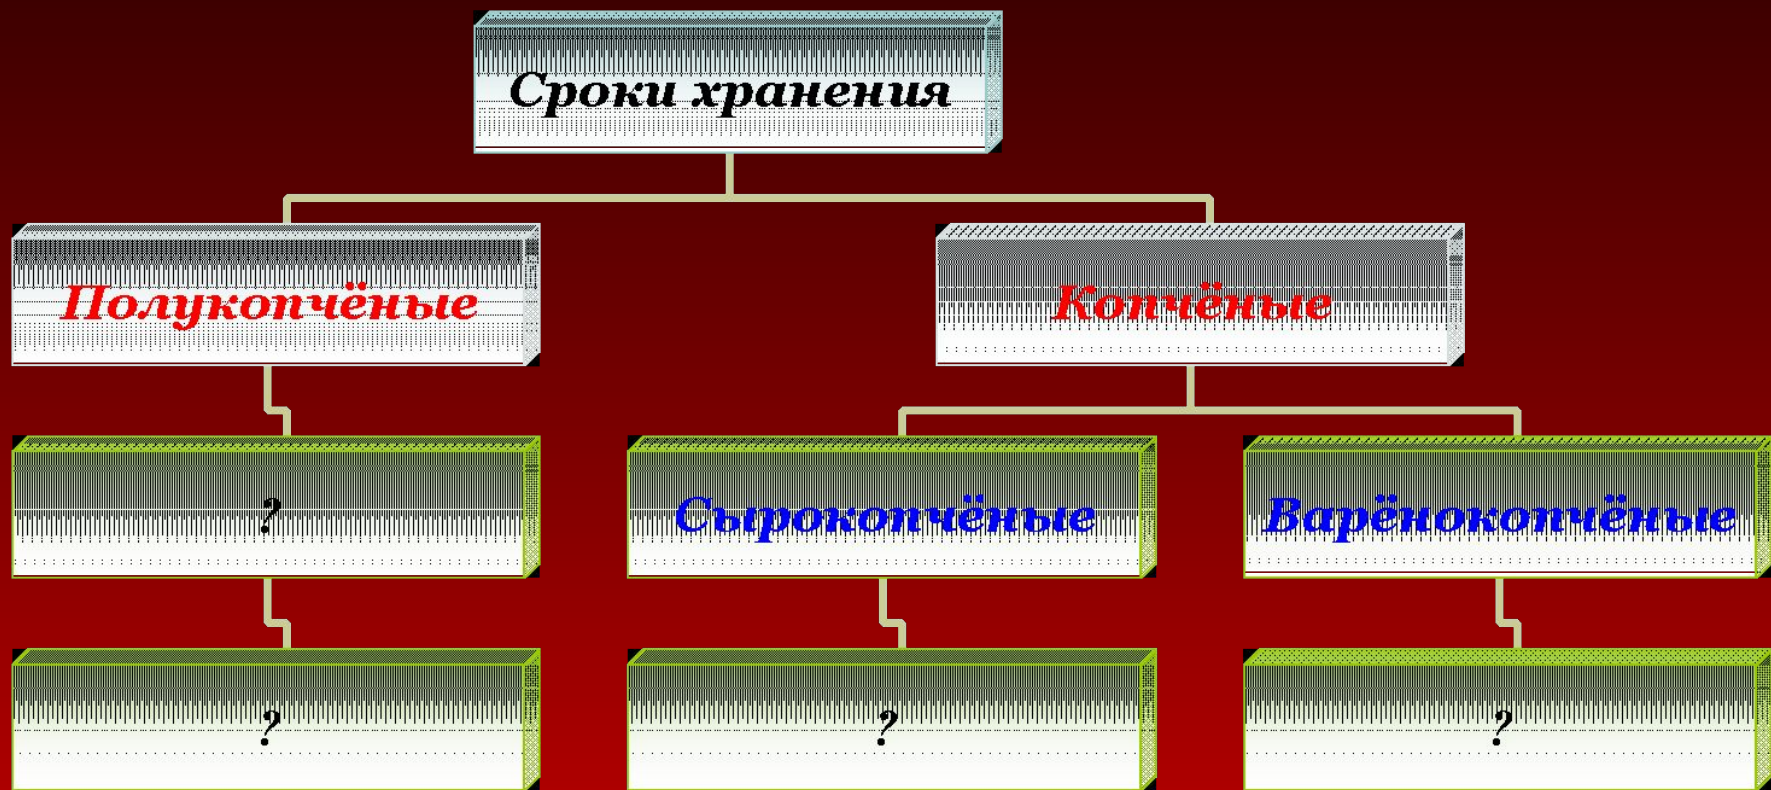 Сроки хранения
Полукопчёные
Копчёные
?
Сырокопчёные
Варёнокопчёные
?
?
?